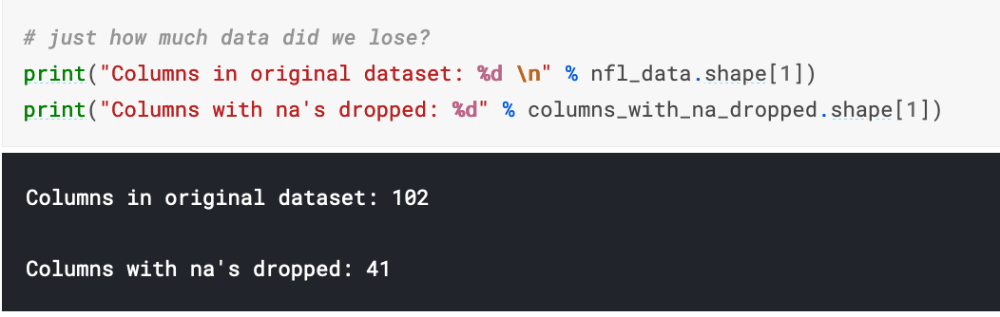 # just how much data did we lose?
print("Columns in original dataset: %d \n" % nfl_data.shape[1])
print("Columns with na's dropped: %d" % columns_with_na_dropped.shape[1])
Columns in original dataset: 102
Columns with na's dropped: 41